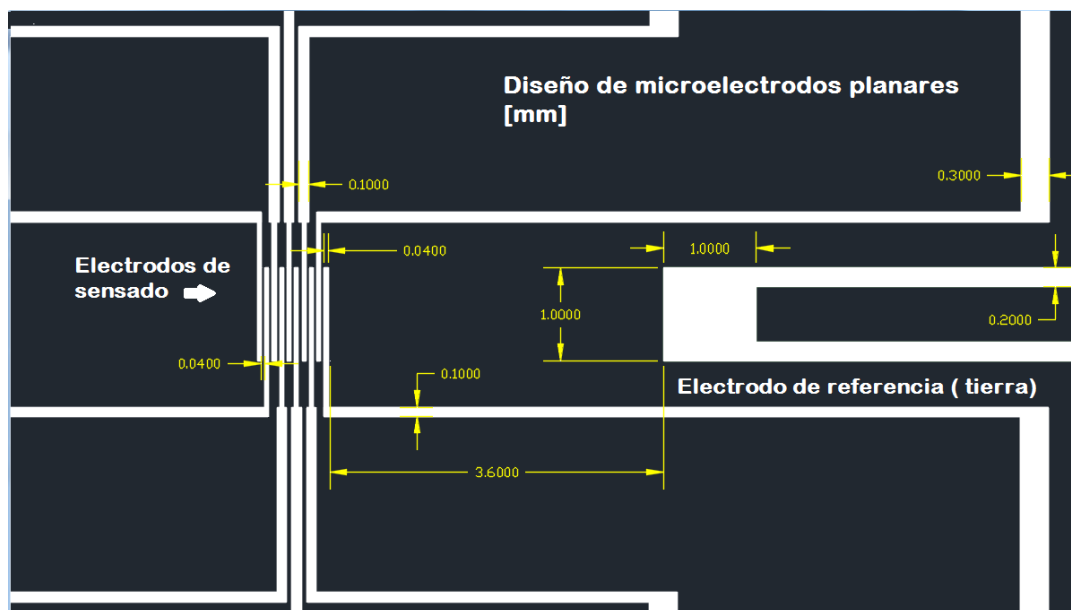 Diseño de microelectrodos planares
[mm]
0.1000
0.3000
0.0400
1.0000
Electrodos de
sensado
1.0000
0.2000
0.0400
0.1000
Electrodo de referencia ( tierra)
3.6000